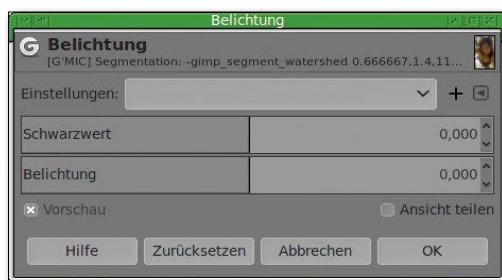 Belichtung
Belichtung
[G'MIC] Segmentation: -gimp_segment_watershed 0.666667,1.4,11...
Einstellungen:
Schwarzwert 0,000
Belichtung 0,000
Vorschau Ansicht teilen
Hilfe Zurücksetzen Abbrechen OK